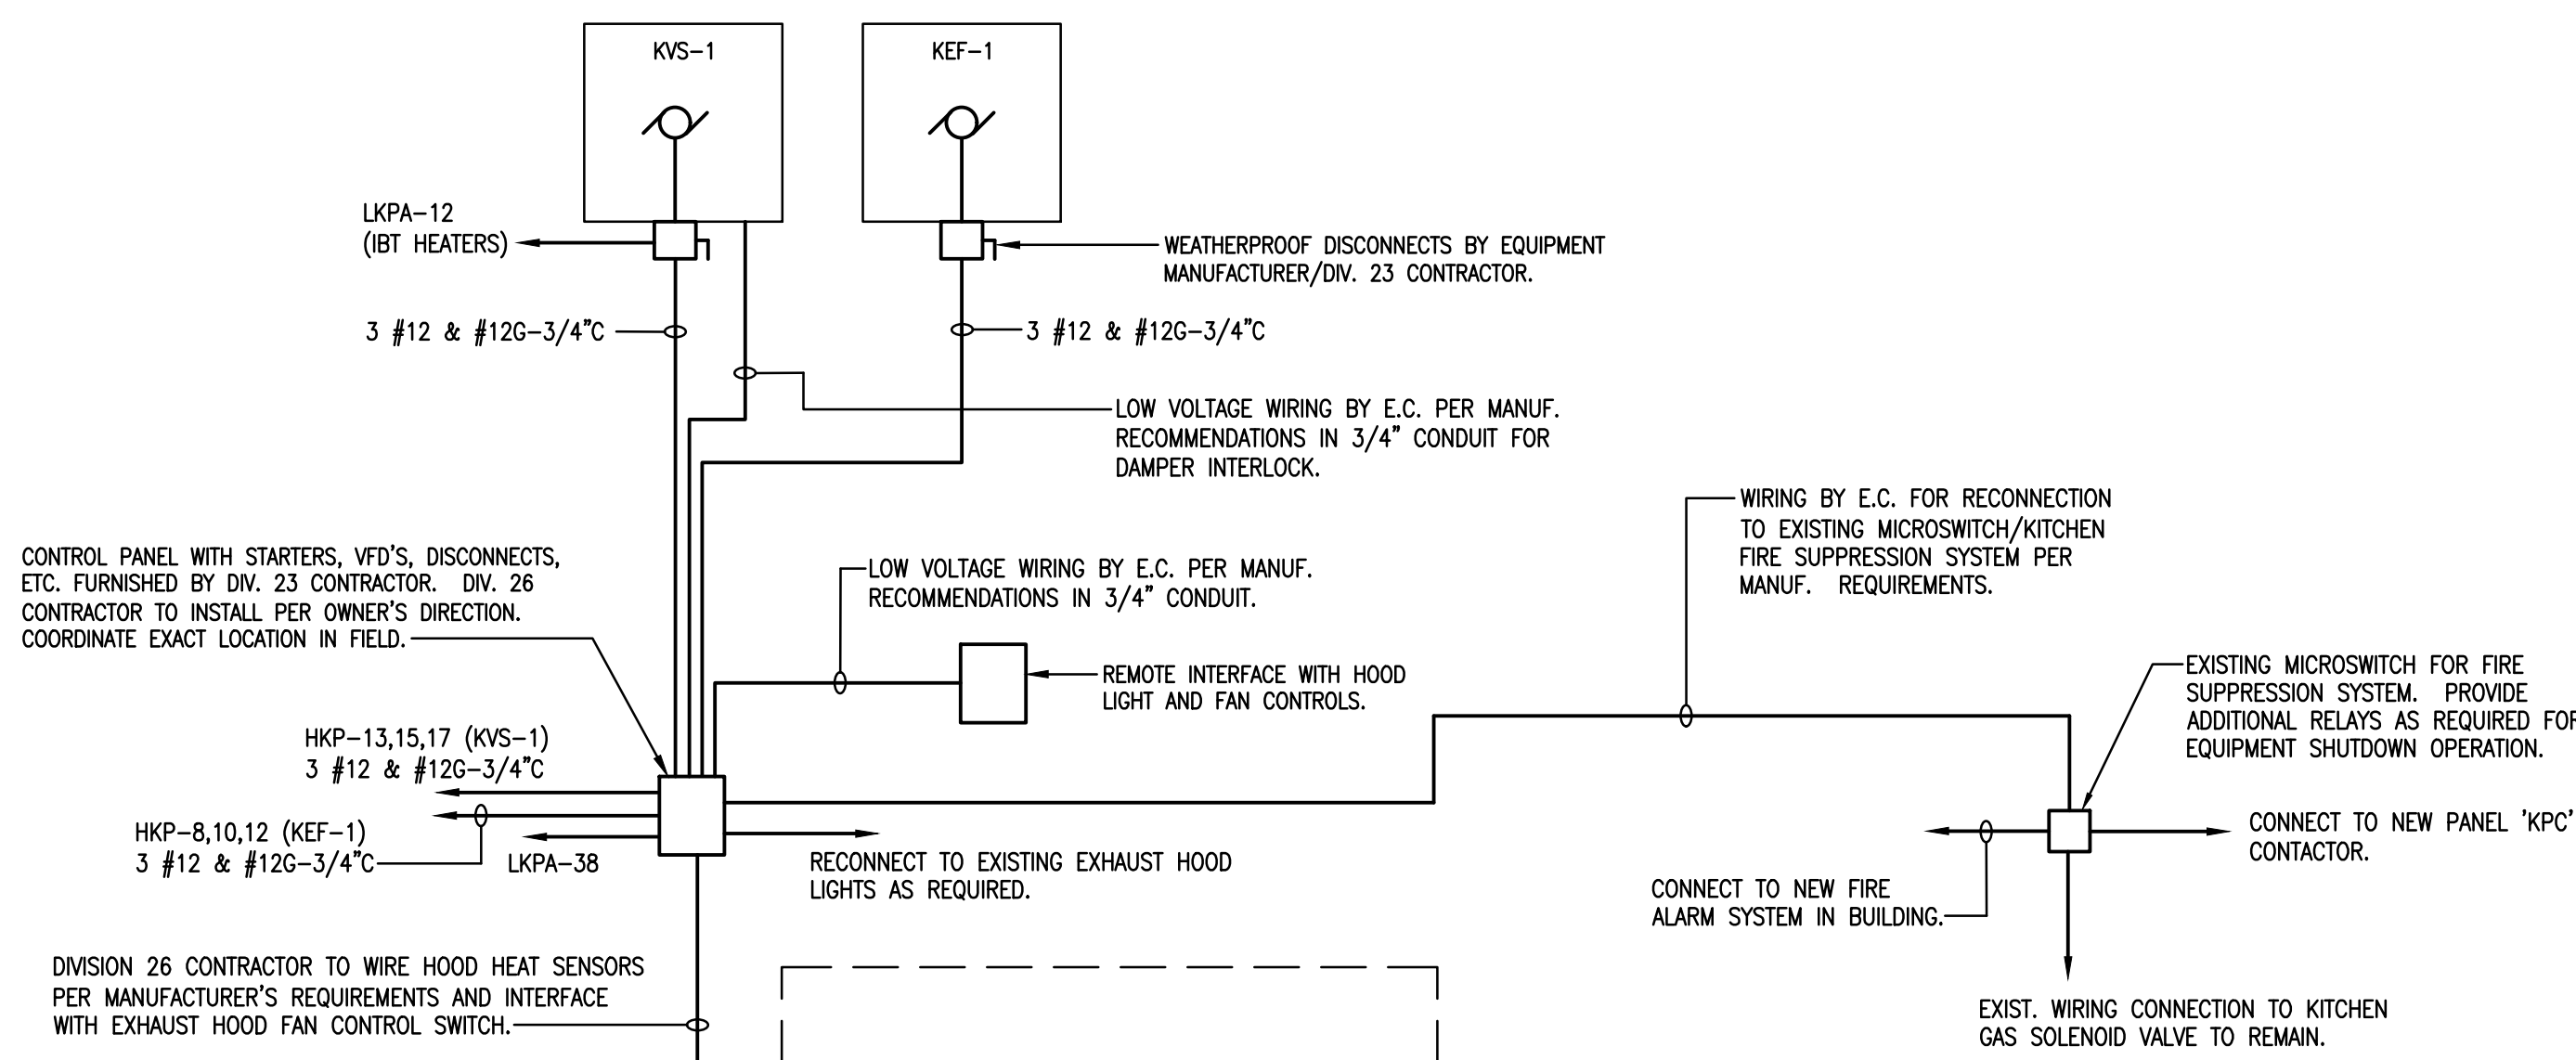 KVS-1
KEF-1
LKPA-12
(IBT HEATERS)
WEATHERPROOF DISCONNECTS BY EQUIPMENT
MANUFACTURER/DIV. 23 CONTRACTOR.
3 #12 & #12G-3/4"C
3 #12 & #12G-3/4"C
LOW VOLTAGE WIRING BY E.C. PER MANUF.
RECOMMENDATIONS IN 3/4" CONDUIT FOR
DAMPER INTERLOCK.
WIRING BY E.C. FOR RECONNECTION
TO EXISTING MICROSWITCH/KITCHEN
FIRE SUPPRESSION SYSTEM PER
MANUF. REQUIREMENTS.
CONTROL PANEL WITH STARTERS, VFD'S, DISCONNECTS,
ETC. FURNISHED BY DIV. 23 CONTRACTOR. DIV. 26
CONTRACTOR TO INSTALL PER OWNER'S DIRECTION.
COORDINATE EXACT LOCATION IN FIELD.
LOW VOLTAGE WIRING BY E.C. PER MANUF.
RECOMMENDATIONS IN 3/4" CONDUIT.
REMOTE INTERFACE WITH HOOD
LIGHT AND FAN CONTROLS.
EXISTING MICROSWITCH FOR FIRE
SUPPRESSION SYSTEM. PROVIDE
ADDITIONAL RELAYS AS REQUIRED FOR
EQUIPMENT SHUTDOWN OPERATION.
HKP-13,15,17 (KVS-1)
3 #12 & #12G-3/4"C
HKP-8,10,12 (KEF-1)
3 #12 & #12G-3/4"C
LKPA-38
RECONNECT TO EXISTING EXHAUST HOOD
LIGHTS AS REQUIRED.
CONNECT TO NEW PANEL 'KPC'
CONTACTOR.
CONNECT TO NEW FIRE
ALARM SYSTEM IN BUILDING.
DIVISION 26 CONTRACTOR TO WIRE HOOD HEAT SENSORS
PER MANUFACTURER'S REQUIREMENTS AND INTERFACE
WITH EXHAUST HOOD FAN CONTROL SWITCH.
EXIST. WIRING CONNECTION TO KITCHEN
GAS SOLENOID VALVE TO REMAIN.